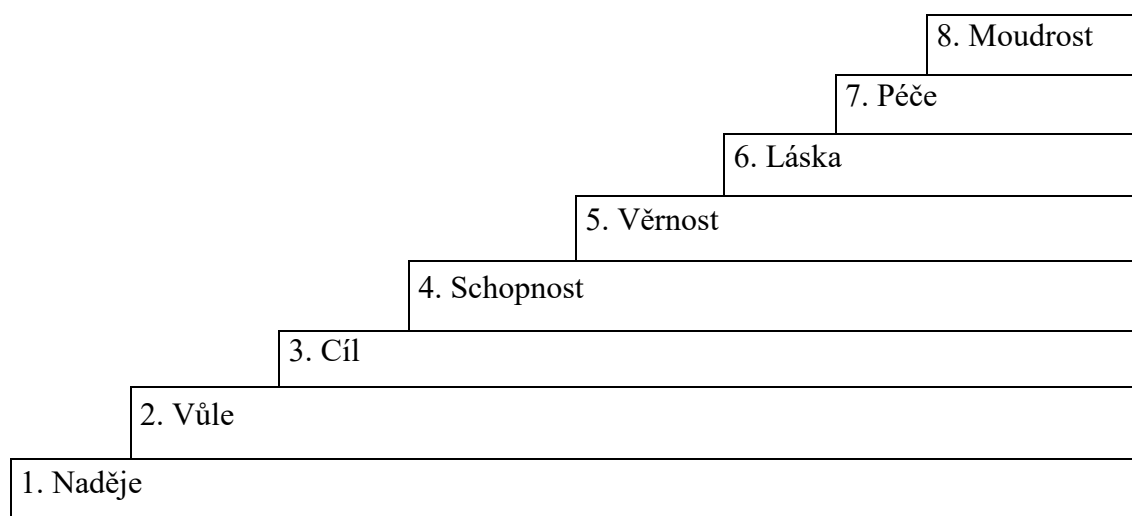 8. Moudrost
7. Péče
6. Láska
5. Věrnost
4. Schopnost
3. Cíl
2. Vůle
1. Naděje